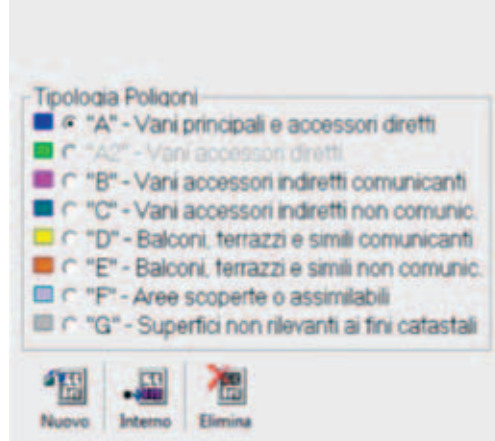 Tipologia Poligoni
"A" - Vani principali e accessori diretti
"A2" - Vani accessori diretti
"B" - Vani accessori indiretti comunicanti
"C" - Vani accessori indiretti non comunic.
"D" - Balconi, terrazzi e simili comunicanti
"E" - Balconi, terrazzi e simili non comunic.
"F" - Aree scoperte o assimilabili
"G" - Superfici non rilevanti ai fini catastali
Nuovo Interno Elimina